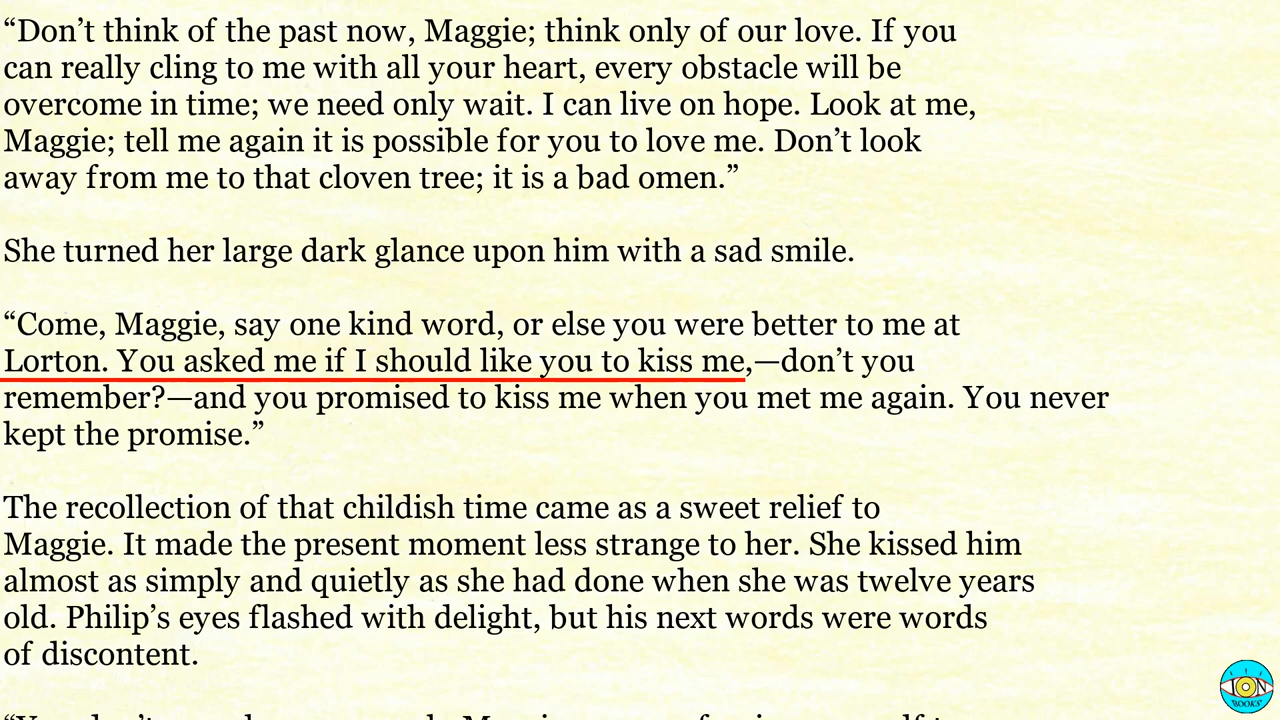 “Don’t think of the past now, Maggie; think only of our love. If you
can really cling to me with all your heart, every obstacle will be
overcome in time; we need only wait. I can live on hope. Look at me,
Maggie; tell me again it is possible for you to love me. Don’t look
away from me to that cloven tree; it is a bad omen.”
She turned her large dark glance upon him with a sad smile.
“Come, Maggie, say one kind word, or else you were better to me at
Lorton. You asked me if I should like you to kiss me,—don’t you
remember?—and you promised to kiss me when you met me again. You never
kept the promise.”
The recollection of that childish time came as a sweet relief to
Maggie. It made the present moment less strange to her. She kissed him
almost as simply and quietly as she had done when she was twelve years
old. Philip’s eyes flashed with delight, but his next words were words
of discontent.
ION
BOOKS